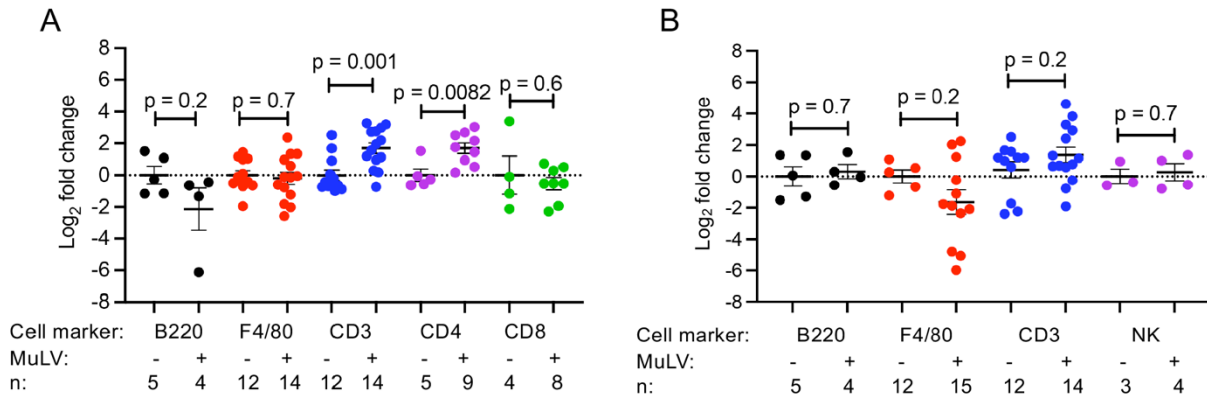 A
Log2 fold change
8
6
4
2
0
-2
-4
-6
-8
p = 0.2
p = 0.7
p = 0.001
p = 0.0082
p = 0.6
Cell marker: B220 F4/80 CD3 CD4 CD8
MuLV: - + - + - + - + - +
n: 5 4 12 14 12 14 5 9 4 8
B
Log2 fold change
8
6
4
2
0
-2
-4
-6
-8
p = 0.7
p = 0.2
p = 0.2
p = 0.7
Cell marker: B220 F4/80 CD3 NK
MuLV: - + - + - + - +
n: 5 4 12 15 12 14 3 4